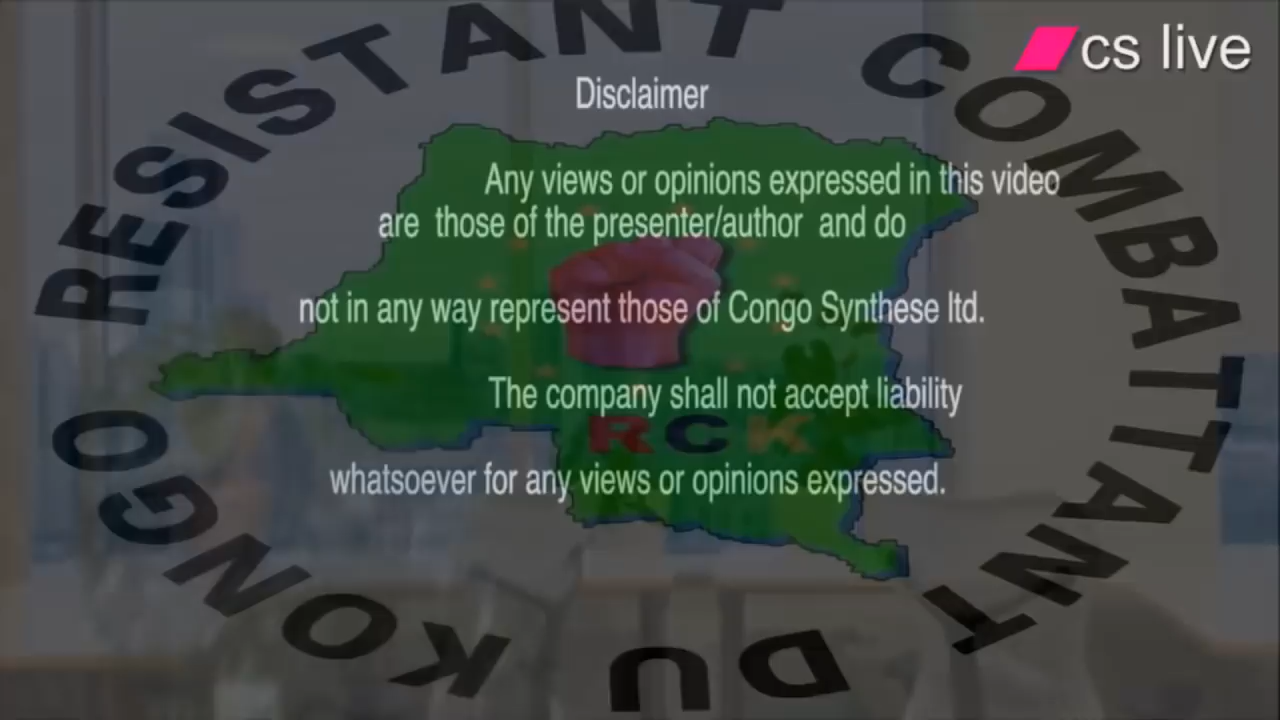 cs live
Disclaimer
Any views or opinions expressed in this video
are those of the presenter/author and do
not in any way represent those of Congo Synthese ltd.
The company shall not accept liability
whatsoever for any views or opinions expressed.
RESISTANT COMBATTANT DU KONGO
RCK